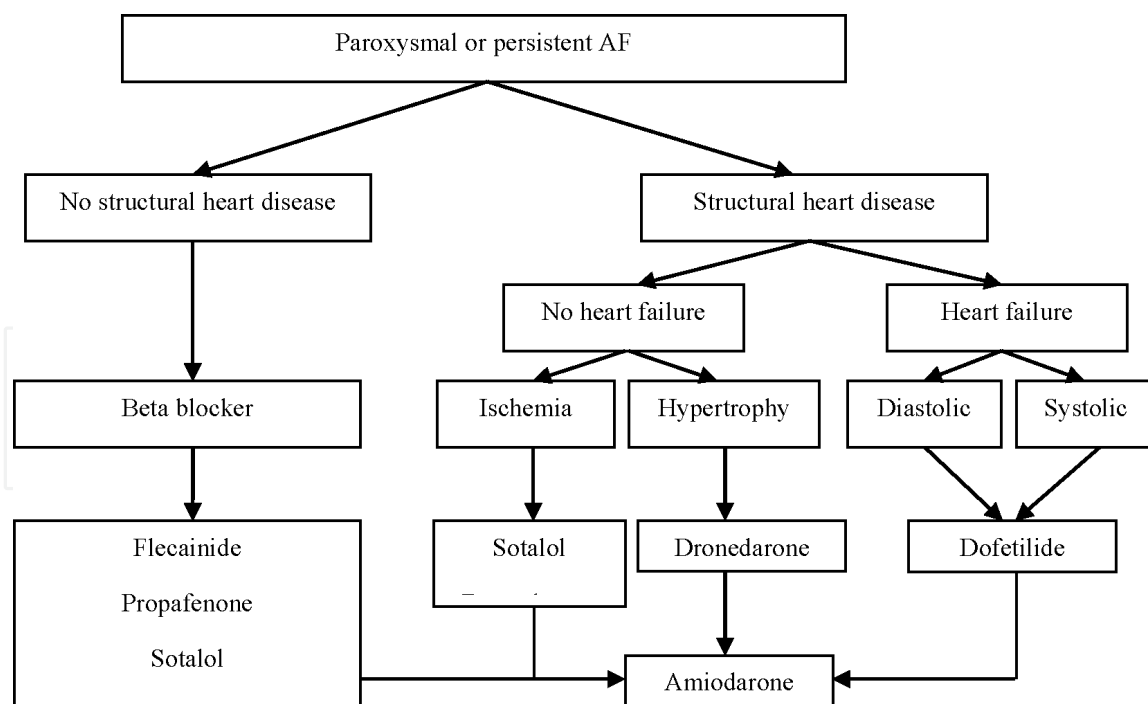 Paroxysmal or persistent AF
No structural heart disease
Structural heart disease
No heart failure
Heart failure
Beta blocker
Ischemia
Hypertrophy
Diastolic
Systolic
Flecainide
Propafenone
Sotalol
Sotalol
Dronedarone
Dofetilide
Amiodarone